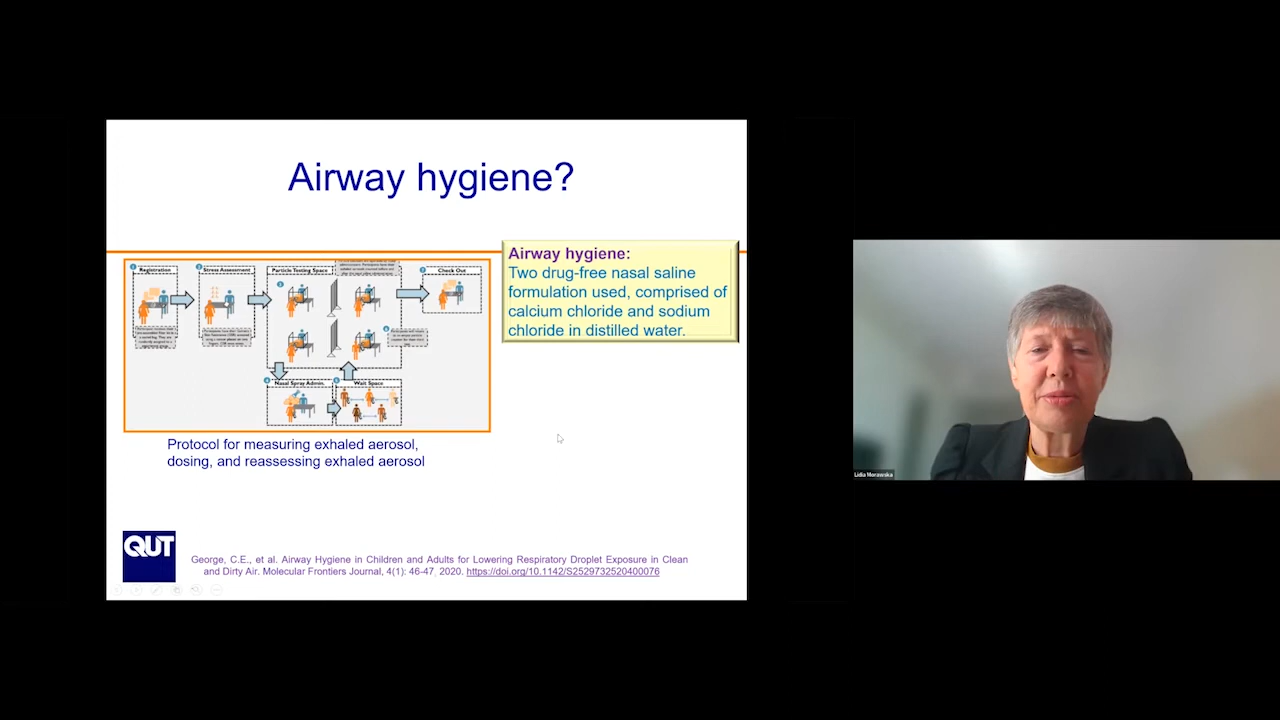 Airway hygiene?
Airway hygiene:
Two drug-free nasal saline
formulation used, comprised of
calcium chloride and sodium
chloride in distilled water.
Registration
Stress Assessment
Particle Testing Space
Check Out
Nasal Spray Admin.
Wait Space
Protocol for measuring exhaled aerosol,
dosing, and reassessing exhaled aerosol
QUT
George, C.E., et al. Airway Hygiene in Children and Adults for Lowering Respiratory Droplet Exposure in Clean
and Dirty Air. Molecular Frontiers Journal, 4(1): 46-47, 2020. https://doi.org/10.1142/S2529732520400076
Lidia Morawska